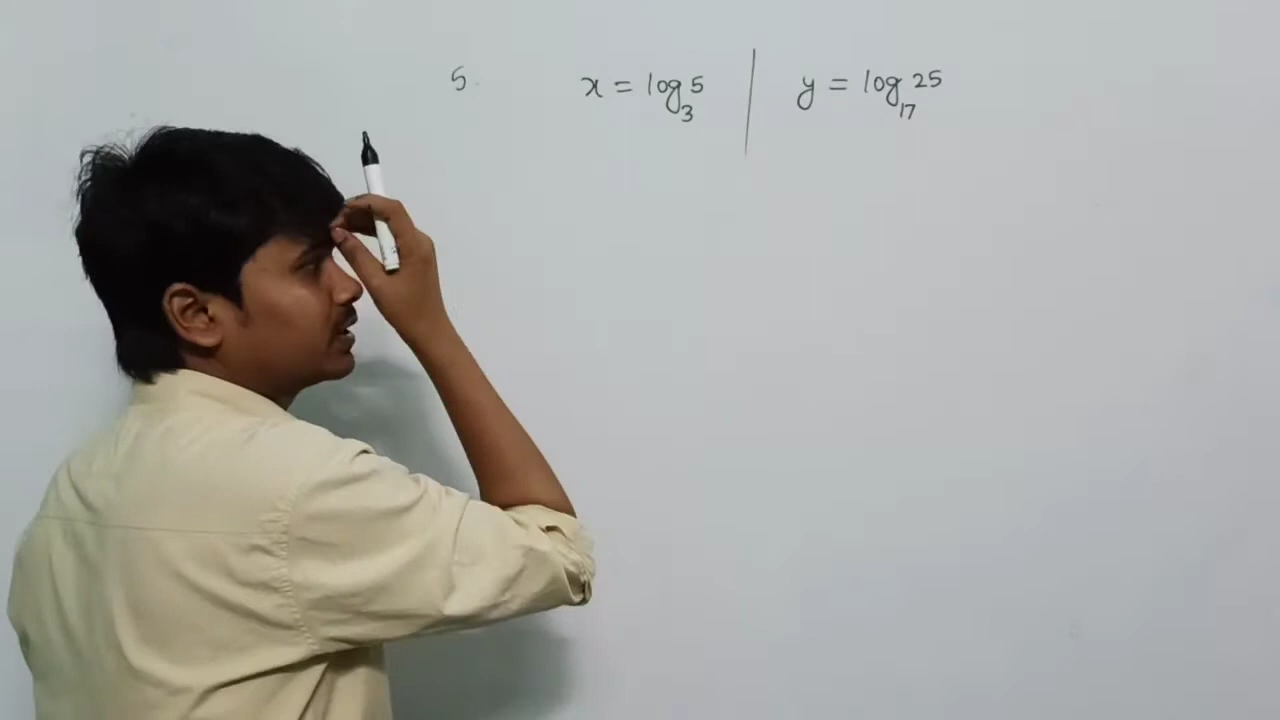 5. x = log₃5 | y = log₁₇25